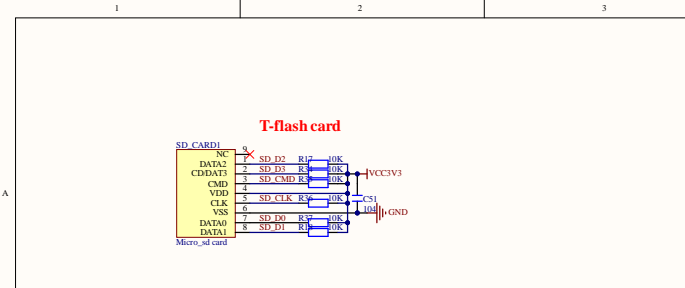 1 2 3
T-flash card
A
SD_CARD1
NC 9
DATA2 1 SD_D2 R17 10K
CD/DAT3 2 SD_D3 10K VCC3V3
CMD 3 SD_CMD 10K
VDD 4
CLK 5 SD_CLK R36 10K C51
VSS 6 104 GND
DATA0 7 SD_D0 R37 10K
DATA1 8 SD_D1 10K
Micro_sd card